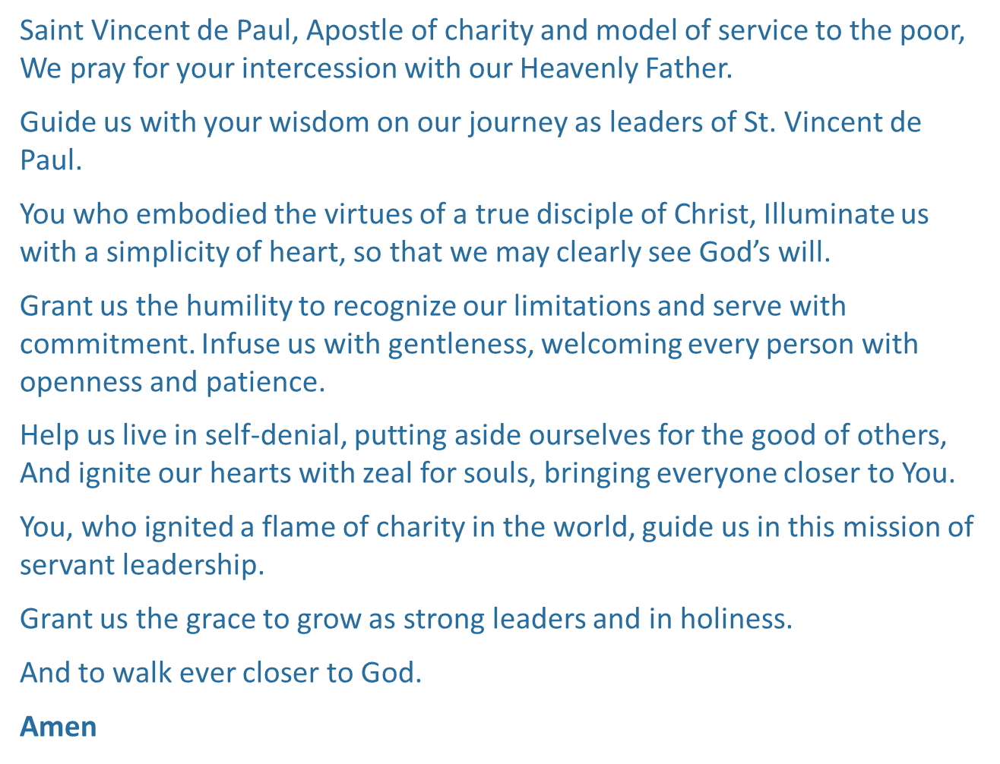 Saint Vincent de Paul, Apostle of charity and model of service to the poor,
We pray for your intercession with our Heavenly Father.
Guide us with your wisdom on our journey as leaders of St. Vincent de
Paul.
You who embodied the virtues of a true disciple of Christ, Illuminate us
with a simplicity of heart, so that we may clearly see God’s will.
Grant us the humility to recognize our limitations and serve with
commitment. Infuse us with gentleness, welcoming every person with
openness and patience.
Help us live in self-denial, putting aside ourselves for the good of others,
And ignite our hearts with zeal for souls, bringing everyone closer to You.
You, who ignited a flame of charity in the world, guide us in this mission of
servant leadership.
Grant us the grace to grow as strong leaders and in holiness.
And to walk ever closer to God.
Amen